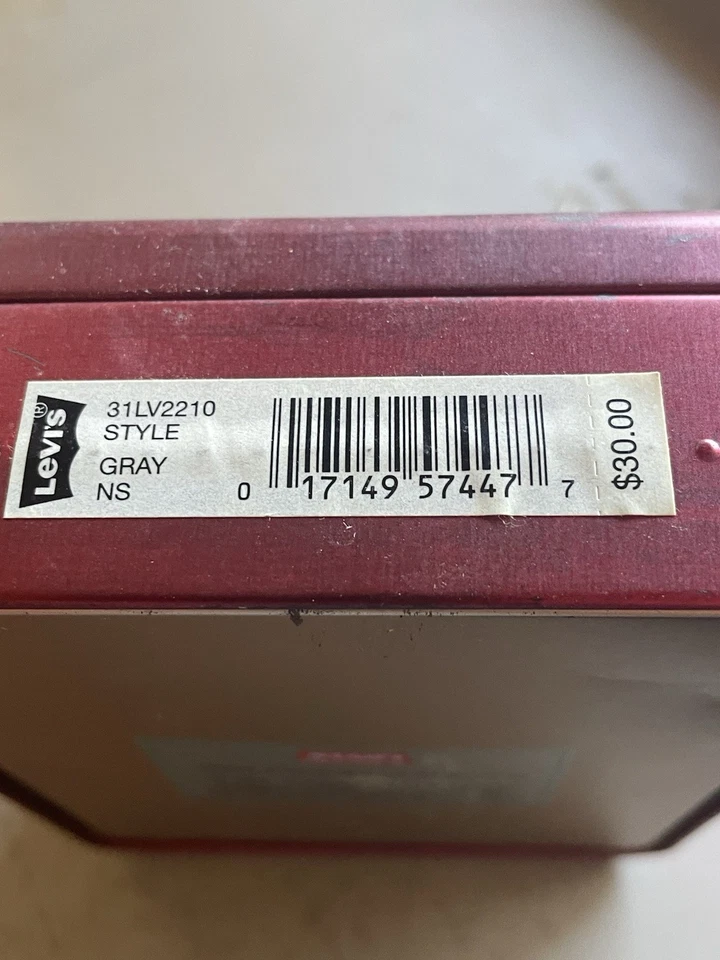 Levi's®
31LV2210
STYLE
GRAY
NS
0 17149 57447 7
$30.00